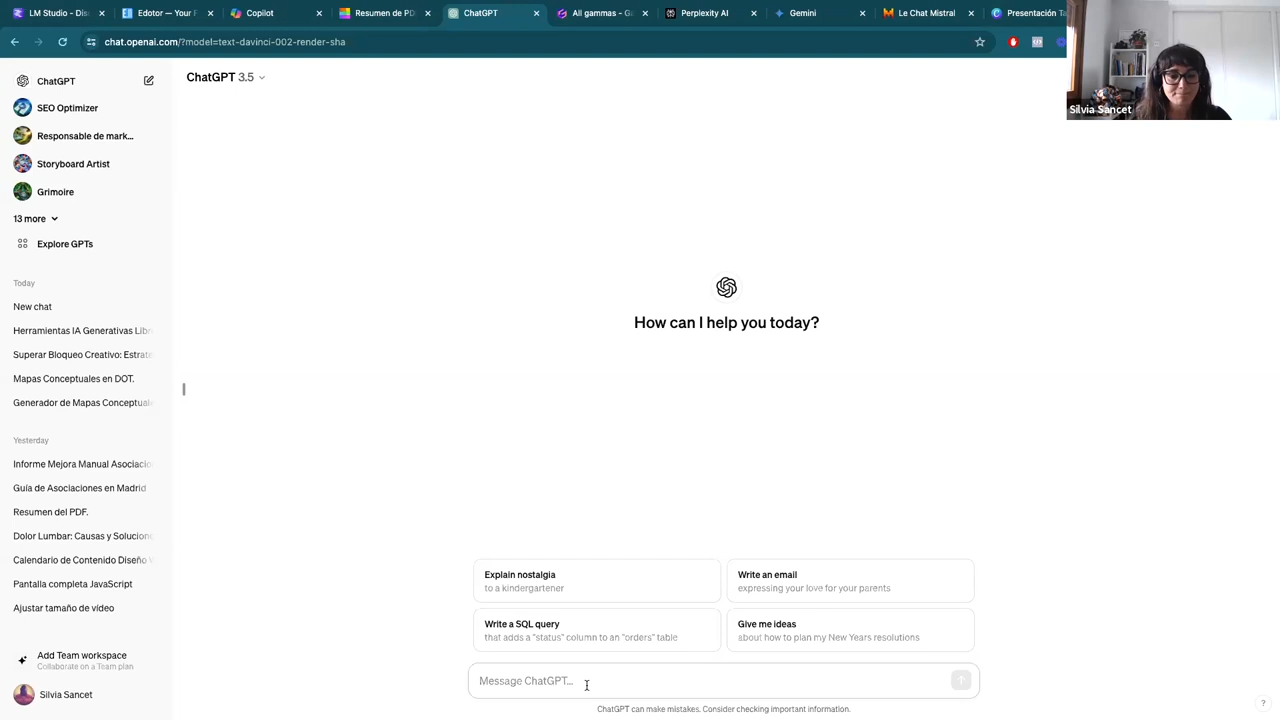 LM Studio - Dis
Edotor — Your F
Copilot
Resumen de PD
ChatGPT
All gammas - Ga
Perplexity AI
Gemini
Le Chat Mistral
Presentación Ta
chat.openai.com/?model=text-davinci-002-render-sha
Silvia Sancet
ChatGPT
ChatGPT 3.5
SEO Optimizer
Responsable de mark...
Storyboard Artist
Grimoire
13 more
Explore GPTs
Today
New chat
Herramientas IA Generativas Libr
Superar Bloqueo Creativo: Estrate
Mapas Conceptuales en DOT.
Generador de Mapas Conceptuale
Yesterday
Informe Mejora Manual Asociacio
Guía de Asociaciones en Madrid
Resumen del PDF.
Dolor Lumbar: Causas y Solucione
Calendario de Contenido Diseño
Pantalla completa JavaScript
Ajustar tamaño de vídeo
Add Team workspace
Collaborate on a Team plan
Silvia Sancet
How can I help you today?
Explain nostalgia
to a kindergartener
Write an email
expressing your love for your parents
Write a SQL query
that adds a "status" column to an "orders" table
Give me ideas
about how to plan my New Years resolutions
Message ChatGPT...
ChatGPT can make mistakes. Consider checking important information.
?